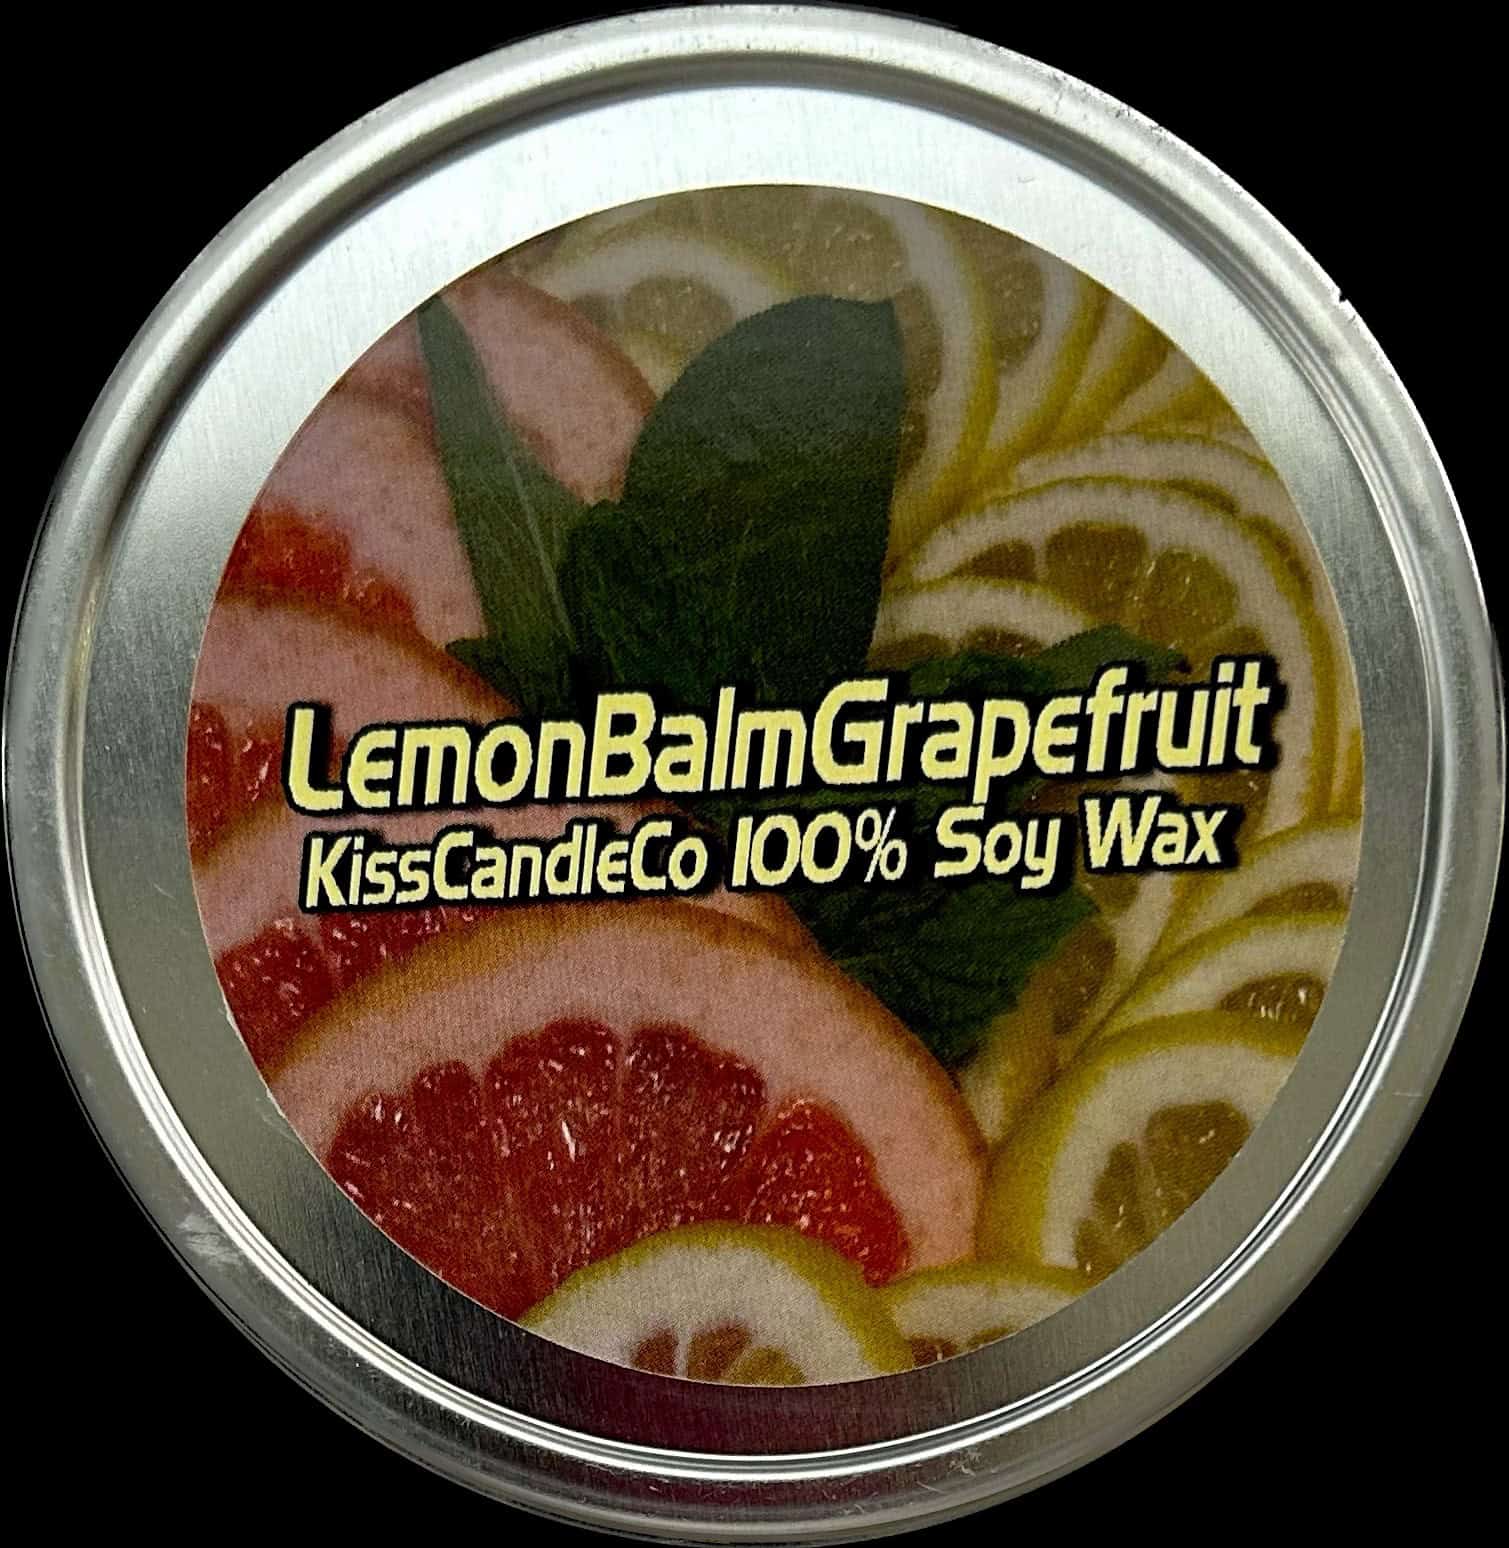 LemonBalmGrapefruit
KissCandleCo 100% Soy Wax